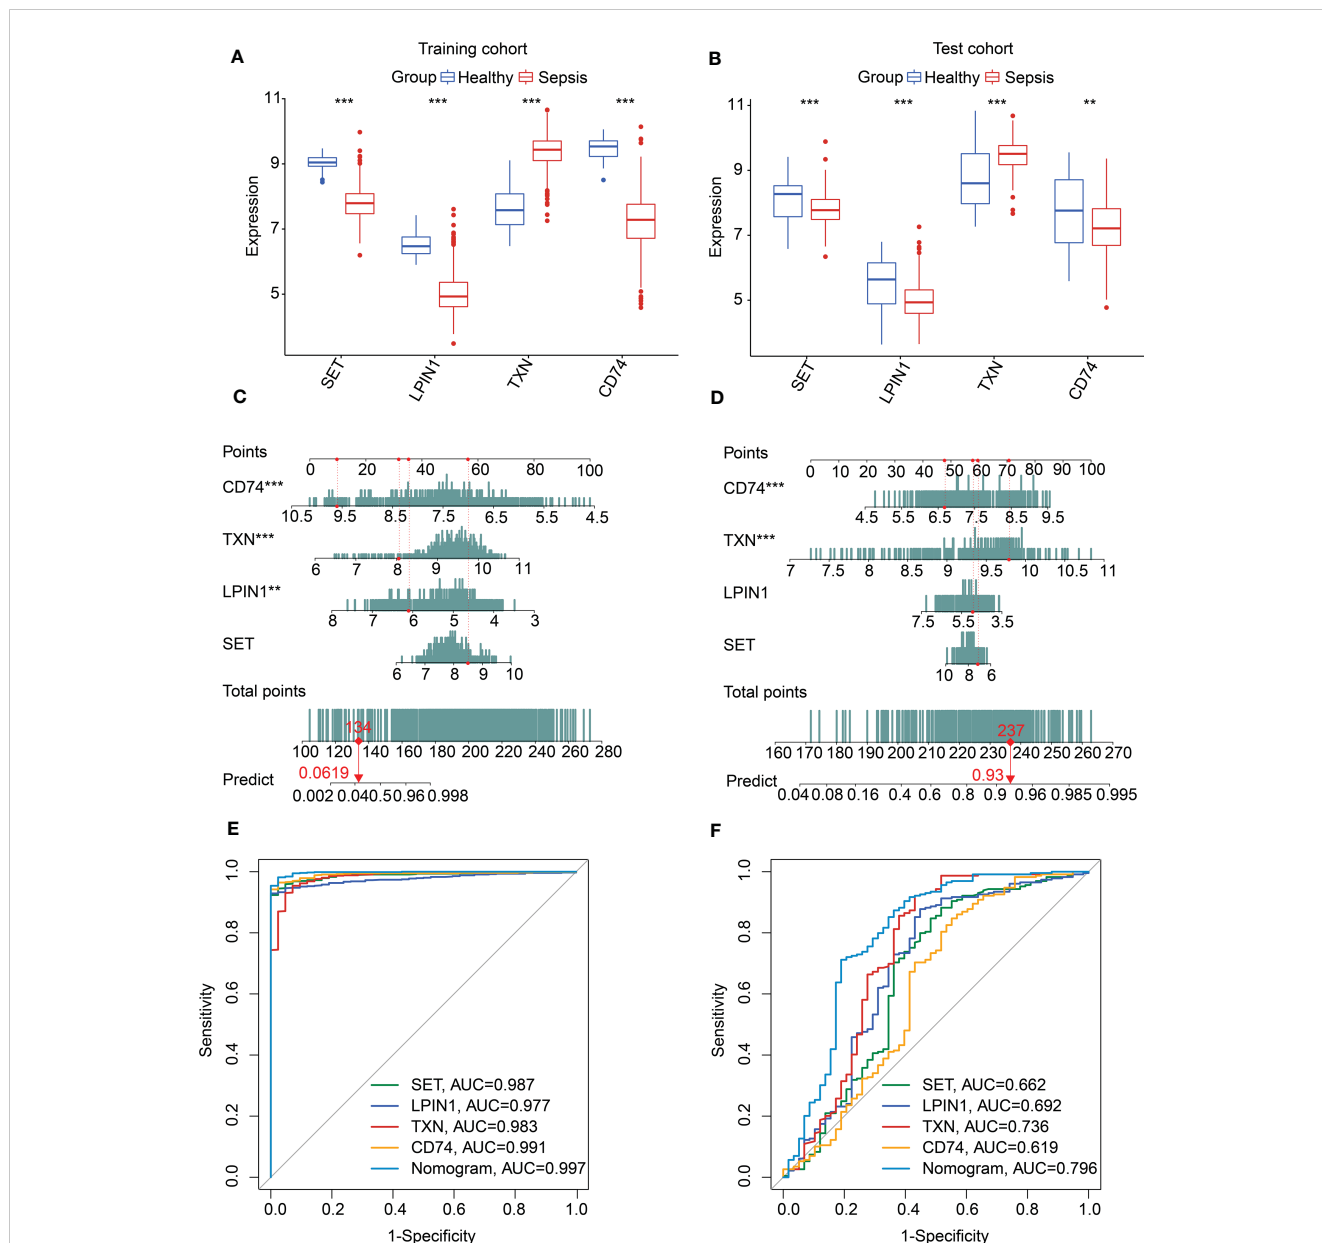 A
Training cohort
Group Healthy Sepsis
*** *** *** ***
11
9
7
5
Expression
SET LPIN1 TXN CD74
B
Test cohort
Group Healthy Sepsis
*** *** *** **
11
9
7
5
Expression
SET LPIN1 TXN CD74
C
Points
0 20 40 60 80 100
CD74***
10.5 9.5 8.5 7.5 6.5 5.5 4.5
TXN***
6 7 8 9 10 11
LPIN1**
8 7 6 5 4 3
SET
6 7 8 9 10
Total points
134
100 120 140 160 180 200 220 240 260 280
0.0619
Predict
0.002 0.04 0.5 0.96 0.998
D
Points
0 10 20 30 40 50 60 70 80 90 100
CD74***
4.5 5.5 6.5 7.5 8.5 9.5
TXN***
7 7.5 8 8.5 9 9.5 10 10.5 11
LPIN1
7.5 5.5 3.5
SET
10 8 6
Total points
237
160 170 180 190 200 210 220 230 240 250 260 270
0.93
Predict
0.04 0.08 0.16 0.4 0.6 0.8 0.9 0.96 0.985 0.995
E
1.0
0.8
0.6
0.4
0.2
0.0
Sensitivity
SET, AUC=0.987
LPIN1, AUC=0.977
TXN, AUC=0.983
CD74, AUC=0.991
Nomogram, AUC=0.997
0.0 0.2 0.4 0.6 0.8 1.0
1-Specificity
F
1.0
0.8
0.6
0.4
0.2
0.0
Sensitivity
SET, AUC=0.662
LPIN1, AUC=0.692
TXN, AUC=0.736
CD74, AUC=0.619
Nomogram, AUC=0.796
0.0 0.2 0.4 0.6 0.8 1.0
1-Specificity